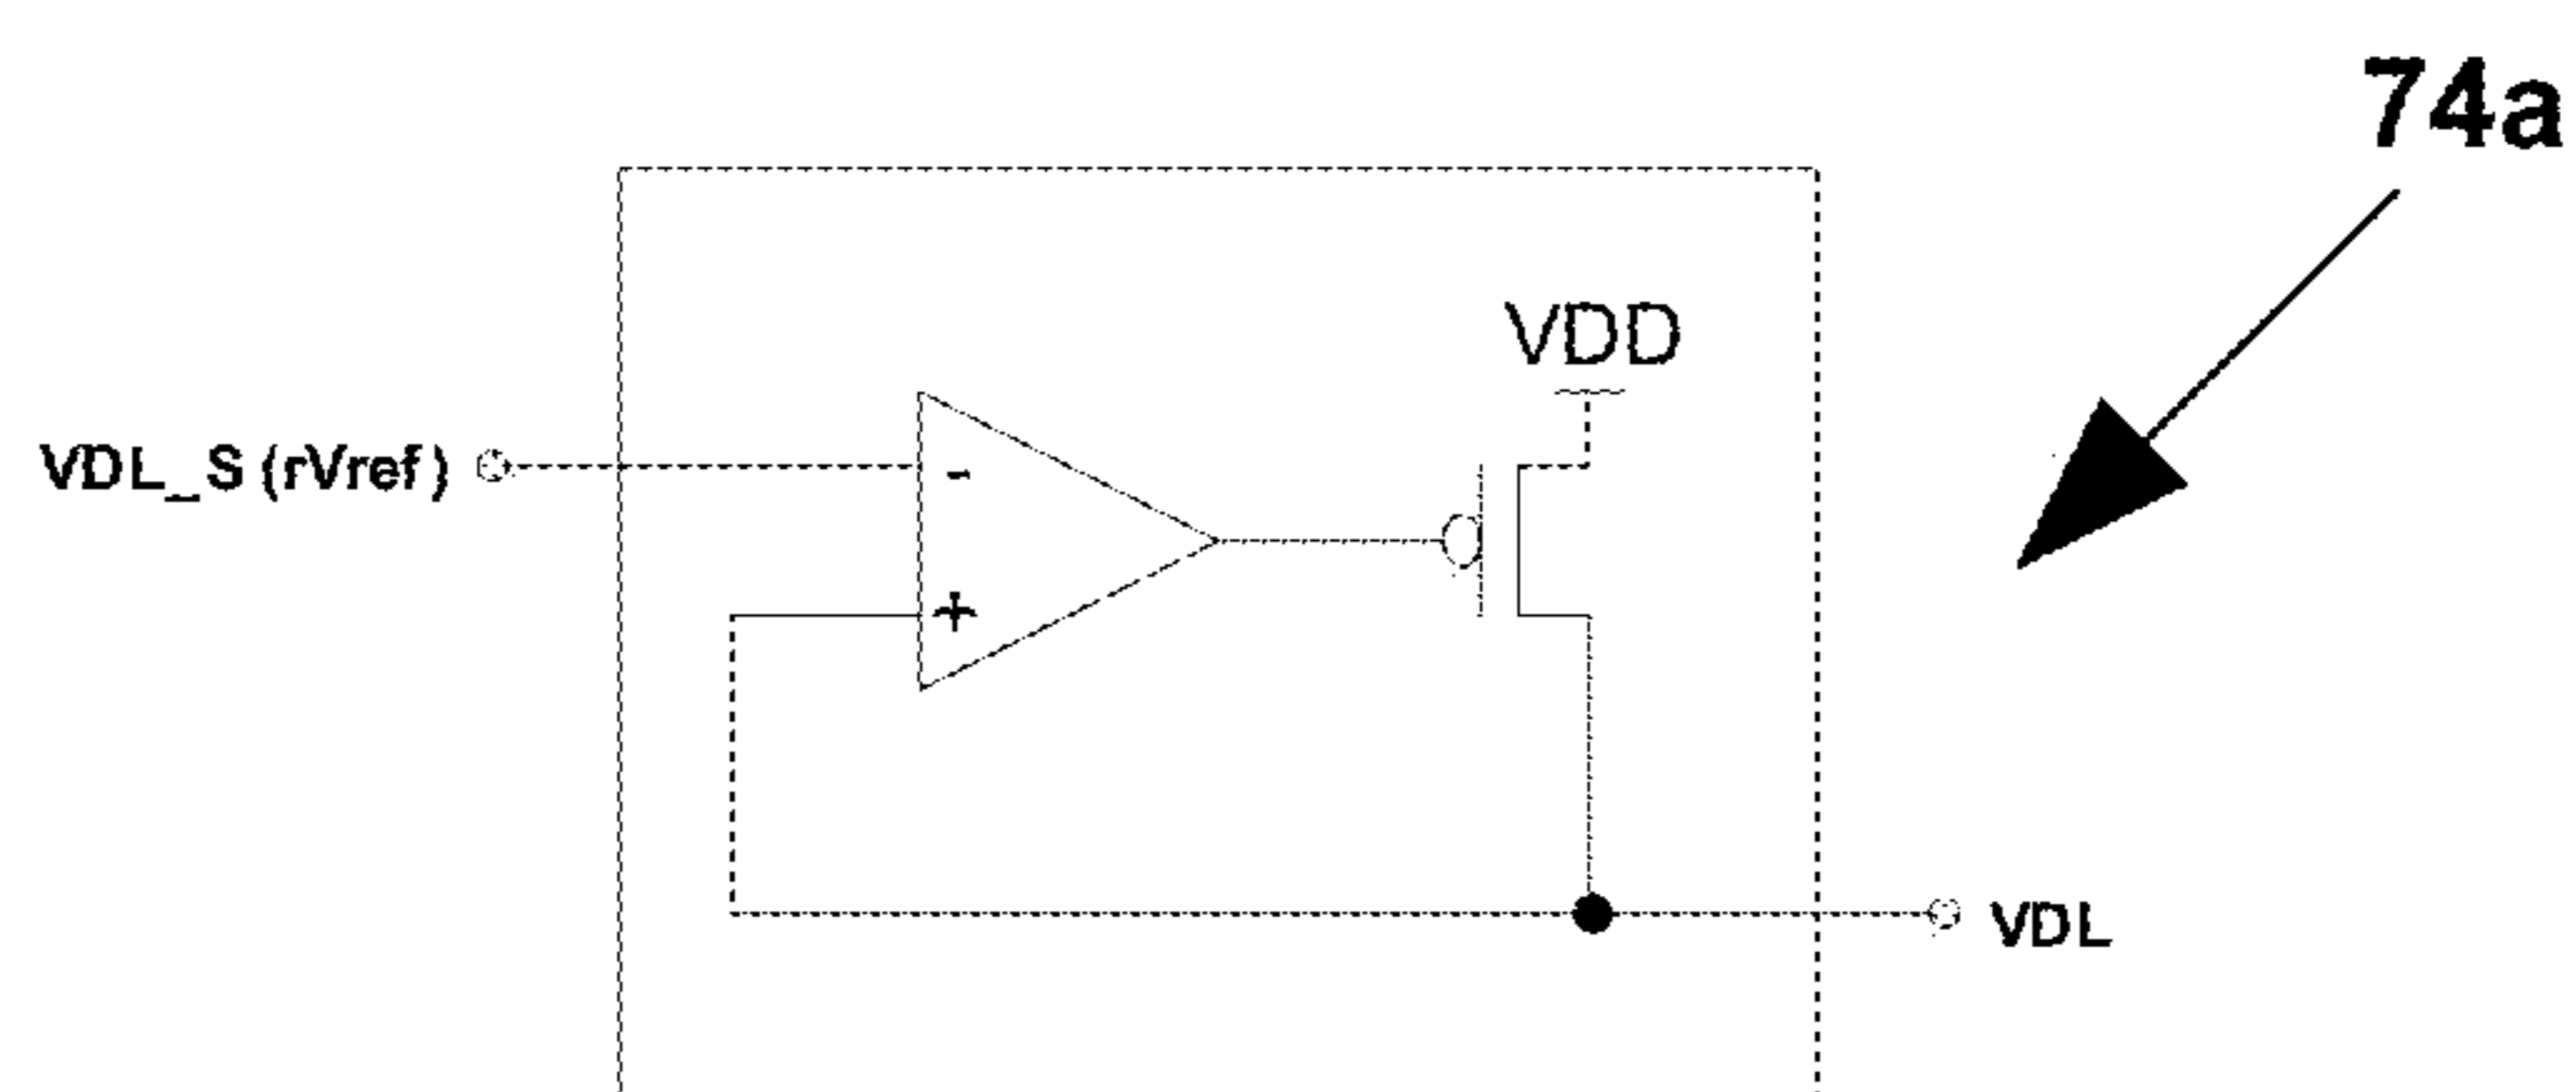 74a
VDD
VDL_S (rVref)
-
+
VDL